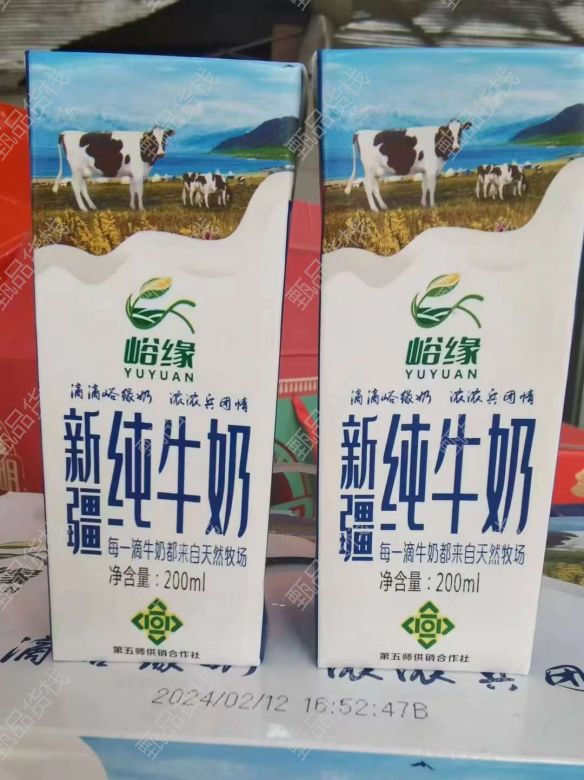 峪缘
YUYUAN
滴滴峪缘奶 浓浓兵团情
新疆纯牛奶
每一滴牛奶都来自天然牧场
净含量：200ml
第五师供销合作社
峪缘
YUYUAN
滴滴峪缘奶 浓浓兵团情
新疆纯牛奶
每一滴牛奶都来自天然牧场
净含量：200ml
第五师供销合作社
2024/02/12 16:52:47B
甄品货栈